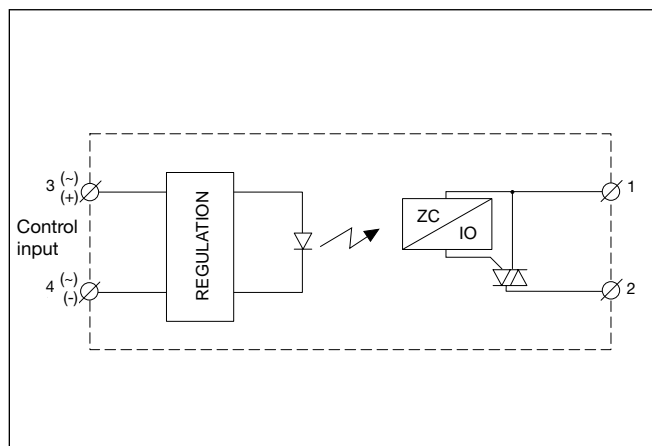 3 (~)
(+)
Control
input
4 (~)
(-)
REGULATION
ZC
IO
1
2